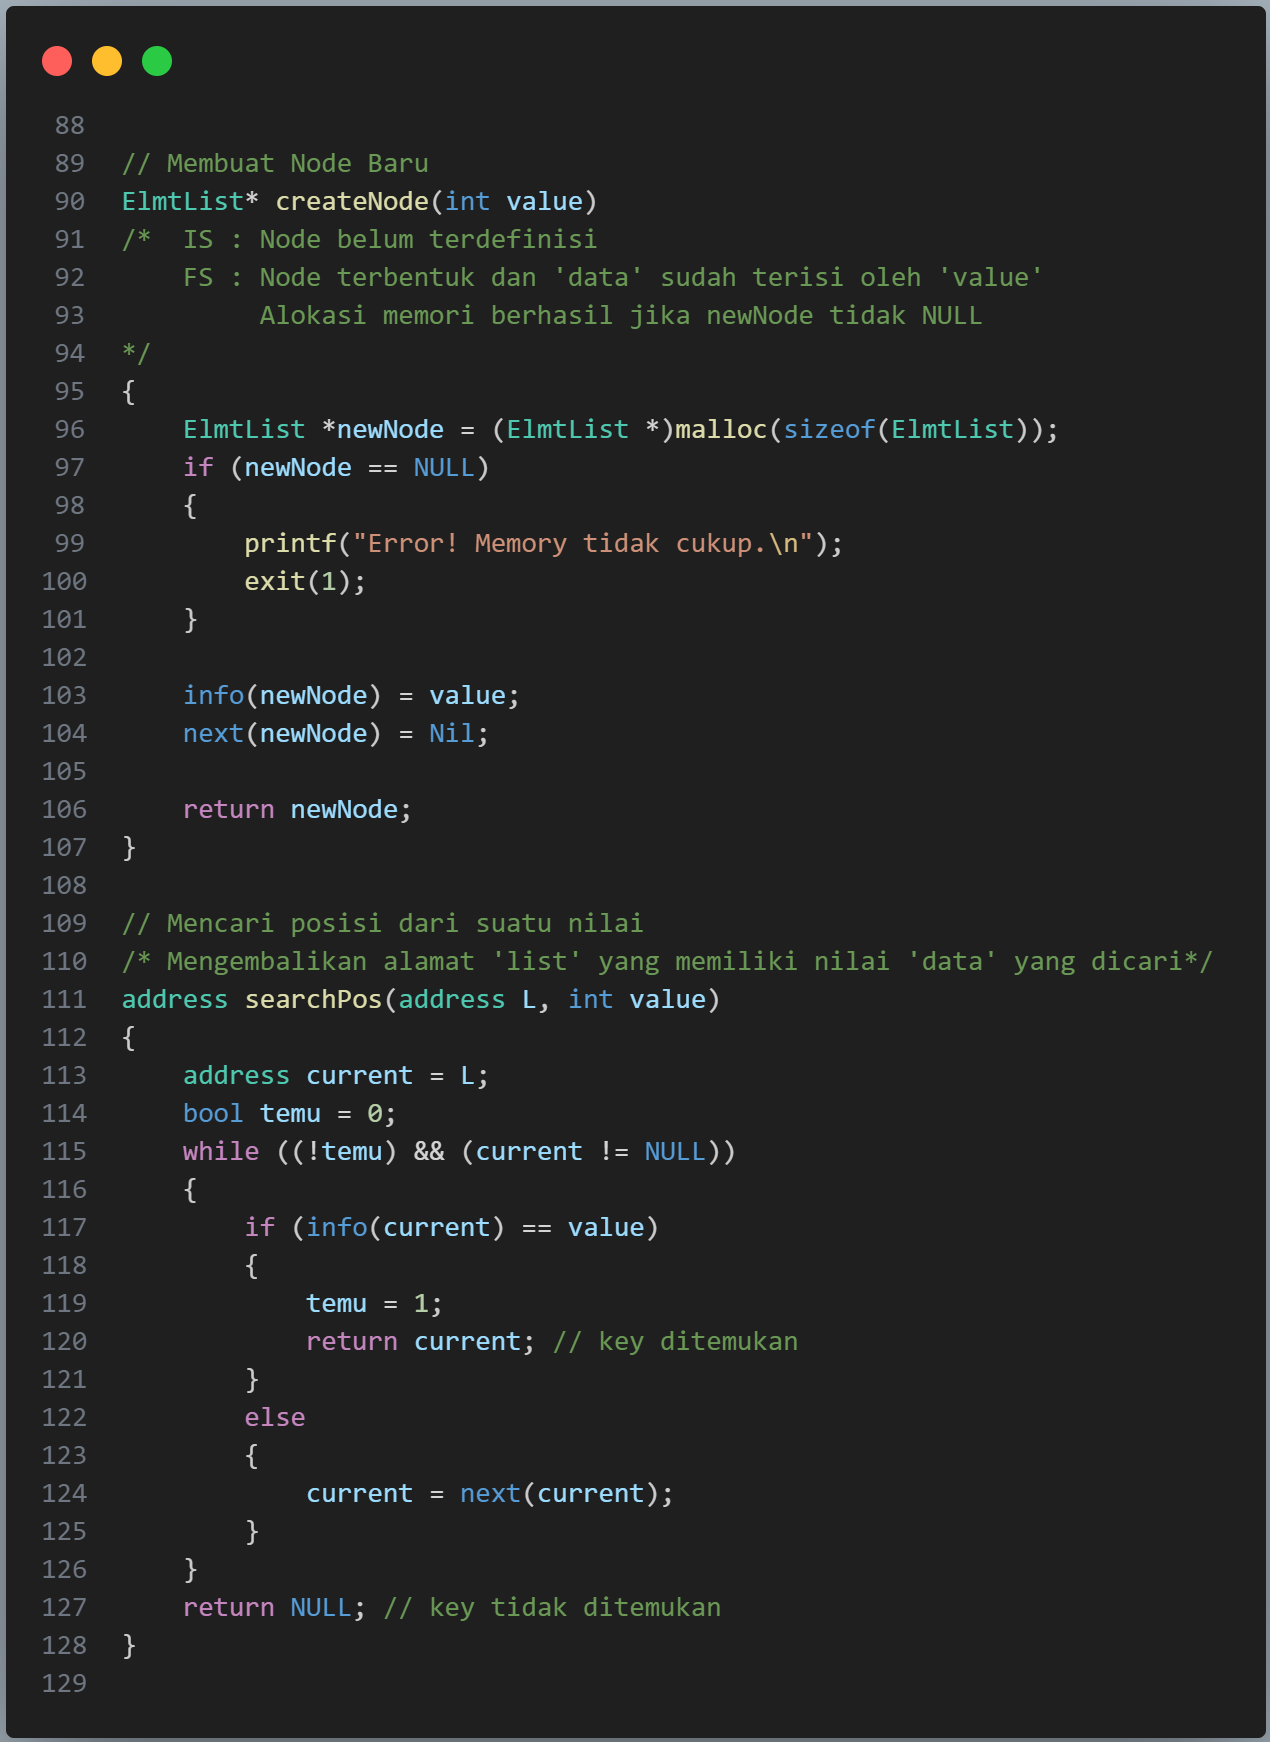 88
89 // Membuat Node Baru
90 ElmtList* createNode(int value)
91 /*  IS : Node belum terdefinisi
92     FS : Node terbentuk dan 'data' sudah terisi oleh 'value'
93          Alokasi memori berhasil jika newNode tidak NULL
94 */
95 {
96     ElmtList *newNode = (ElmtList *)malloc(sizeof(ElmtList));
97     if (newNode == NULL)
98     {
99         printf("Error! Memory tidak cukup.\n");
100         exit(1);
101     }
102
103     info(newNode) = value;
104     next(newNode) = Nil;
105
106     return newNode;
107 }
108
109 // Mencari posisi dari suatu nilai
110 /* Mengembalikan alamat 'list' yang memiliki nilai 'data' yang dicari*/
111 address searchPos(address L, int value)
112 {
113     address current = L;
114     bool temu = 0;
115     while ((!temu) && (current != NULL))
116     {
117         if (info(current) == value)
118         {
119             temu = 1;
120             return current; // key ditemukan
121         }
122         else
123         {
124             current = next(current);
125         }
126     }
127     return NULL; // key tidak ditemukan
128 }
129